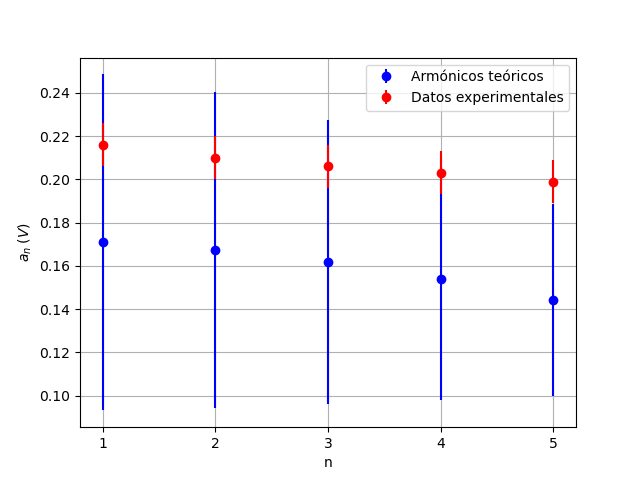 Armónicos teóricos
Datos experimentales
0.24
0.22
0.20
0.18
0.16
0.14
0.12
0.10
aₙ (V)
1 2 3 4 5
n